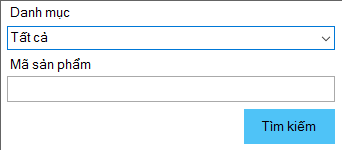 Danh mục
Tất cả
Mã sản phẩm
Tìm kiếm